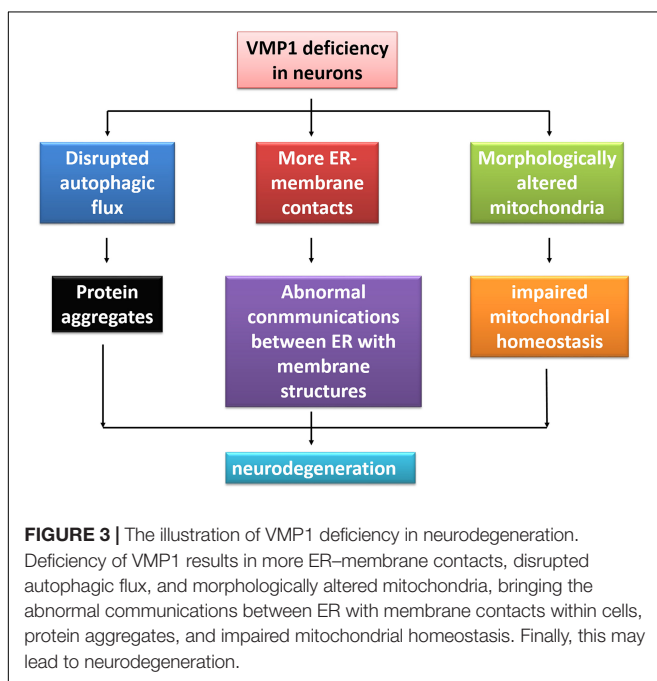 VMP1 deficiency
in neurons
Disrupted
autophagic
flux
More ER-
membrane
contacts
Morphologically
altered
mitochondria
Protein
aggregates
Abnormal
conmmunications
between ER with
membrane
structures
impaired
mitochondrial
homeostasis
neurodegeneration
FIGURE 3 | The illustration of VMP1 deficiency in neurodegeneration.
Deficiency of VMP1 results in more ER–membrane contacts, disrupted
autophagic flux, and morphologically altered mitochondria, bringing the
abnormal communications between ER with membrane contacts within cells,
protein aggregates, and impaired mitochondrial homeostasis. Finally, this may
lead to neurodegeneration.